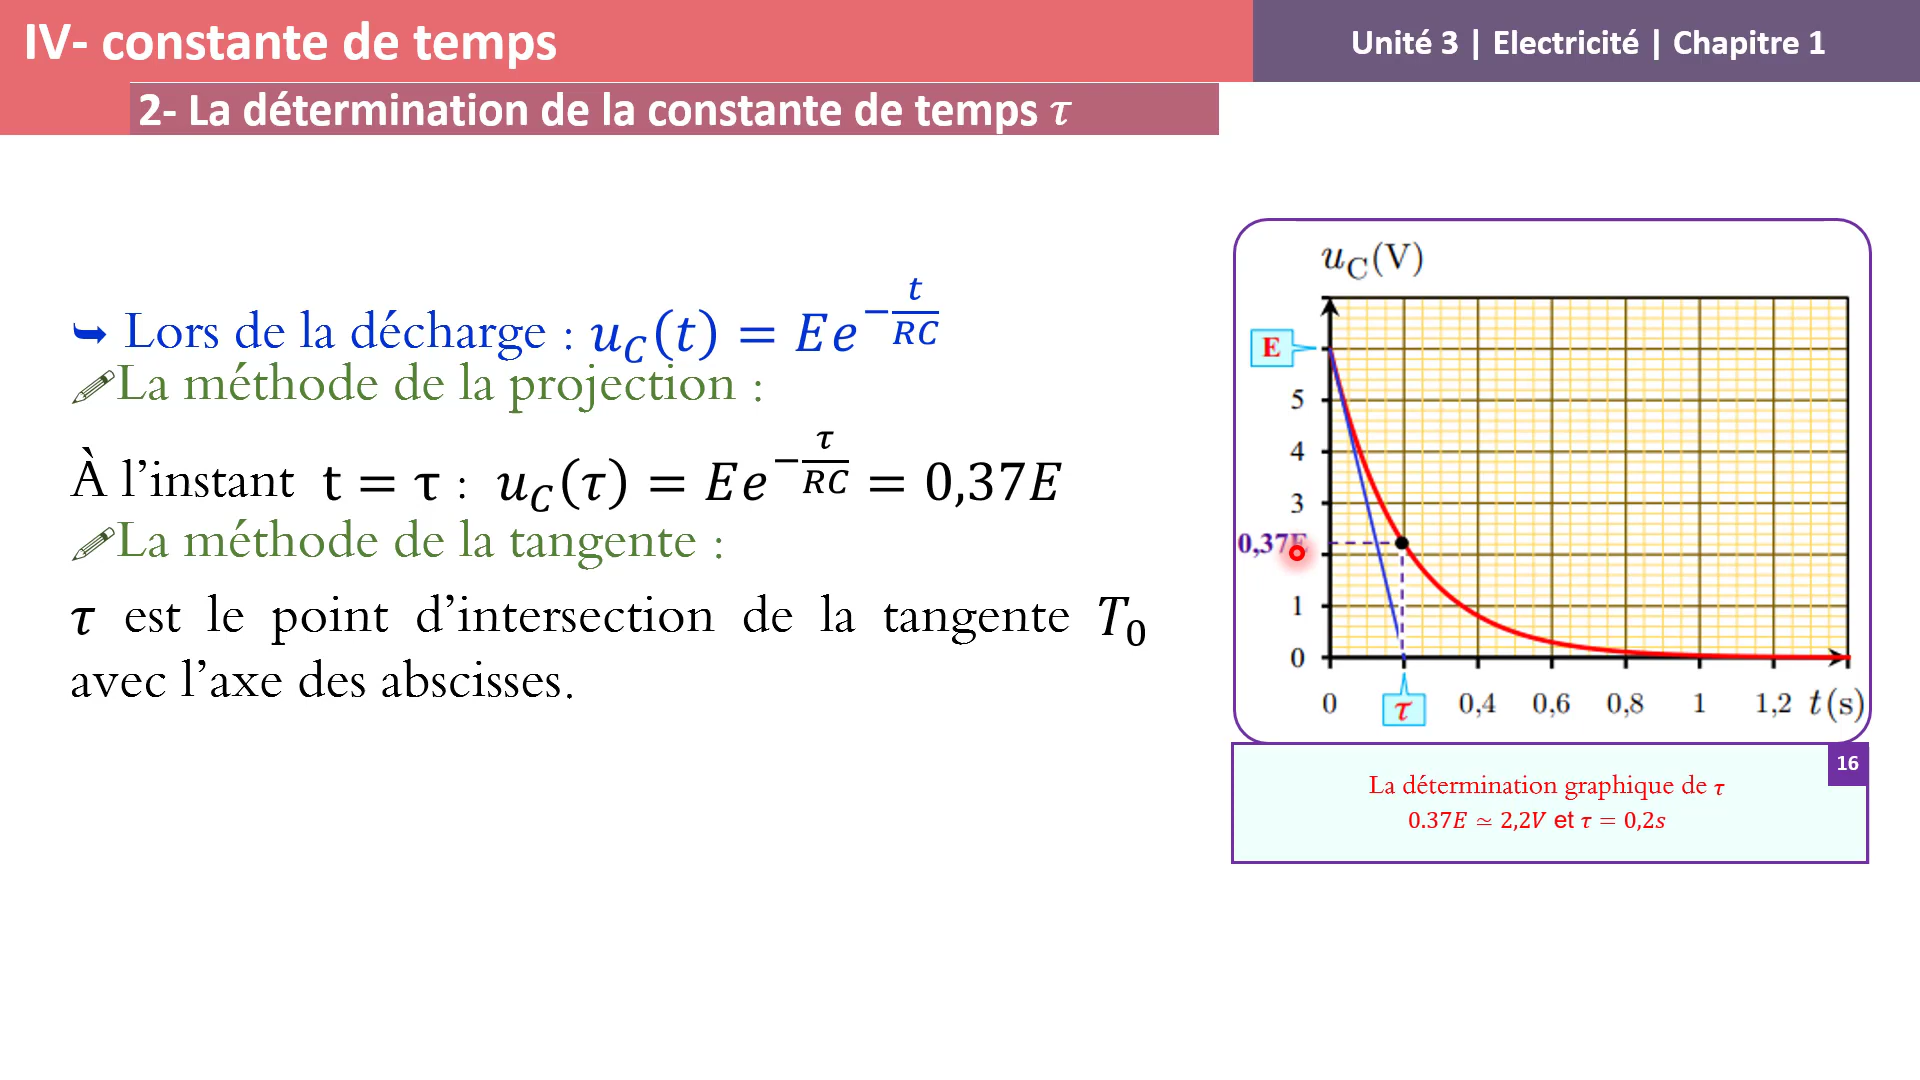 IV- constante de temps
Unité 3 | Electricité | Chapitre 1
2- La détermination de la constante de temps τ
➥ Lors de la décharge : u_C(t) = Ee^{-t/RC}
La méthode de la projection :
À l’instant t = τ : u_C(τ) = Ee^{-τ/RC} = 0,37E
La méthode de la tangente :
τ est le point d’intersection de la tangente T_0
avec l’axe des abscisses.
u_C(V)
E
5
4
3
0,37E
1
0
0 τ 0,4 0,6 0,8 1 1,2 t(s)
16
La détermination graphique de τ
0.37E ≃ 2,2V et τ = 0,2s